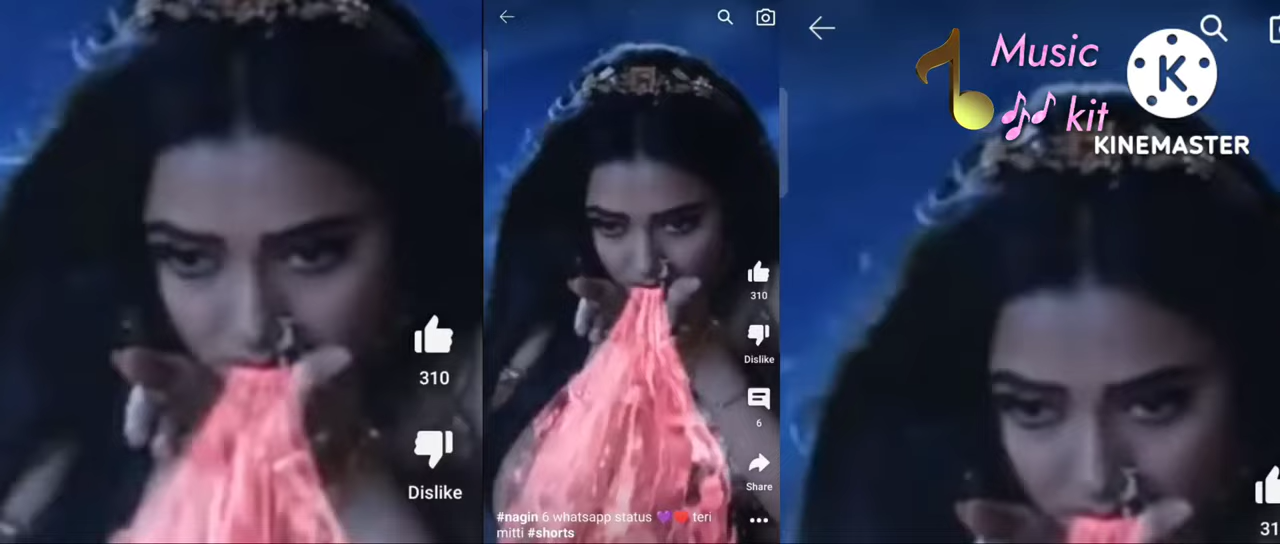 310
Dislike
310
Dislike
6
Share
#nagin 6 whatsapp status 💜❤️ teri
mitti #shorts
Music
kit
K
KINEMASTER
31